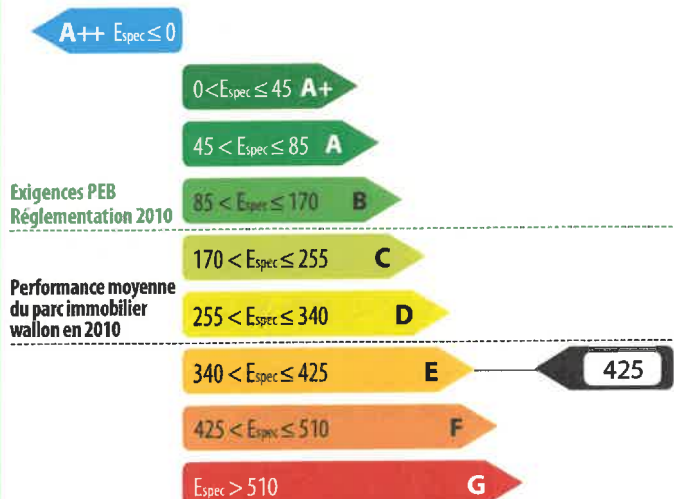 A++ Espec ≤ 0
0 < Espec ≤ 45 A+
45 < Espec ≤ 85 A
Exigences PEB
Réglementation 2010
85 < Espec ≤ 170 B
170 < Espec ≤ 255 C
Performance moyenne
du parc immobilier
wallon en 2010
255 < Espec ≤ 340 D
340 < Espec ≤ 425 E
425
425 < Espec ≤ 510 F
Espec > 510 G